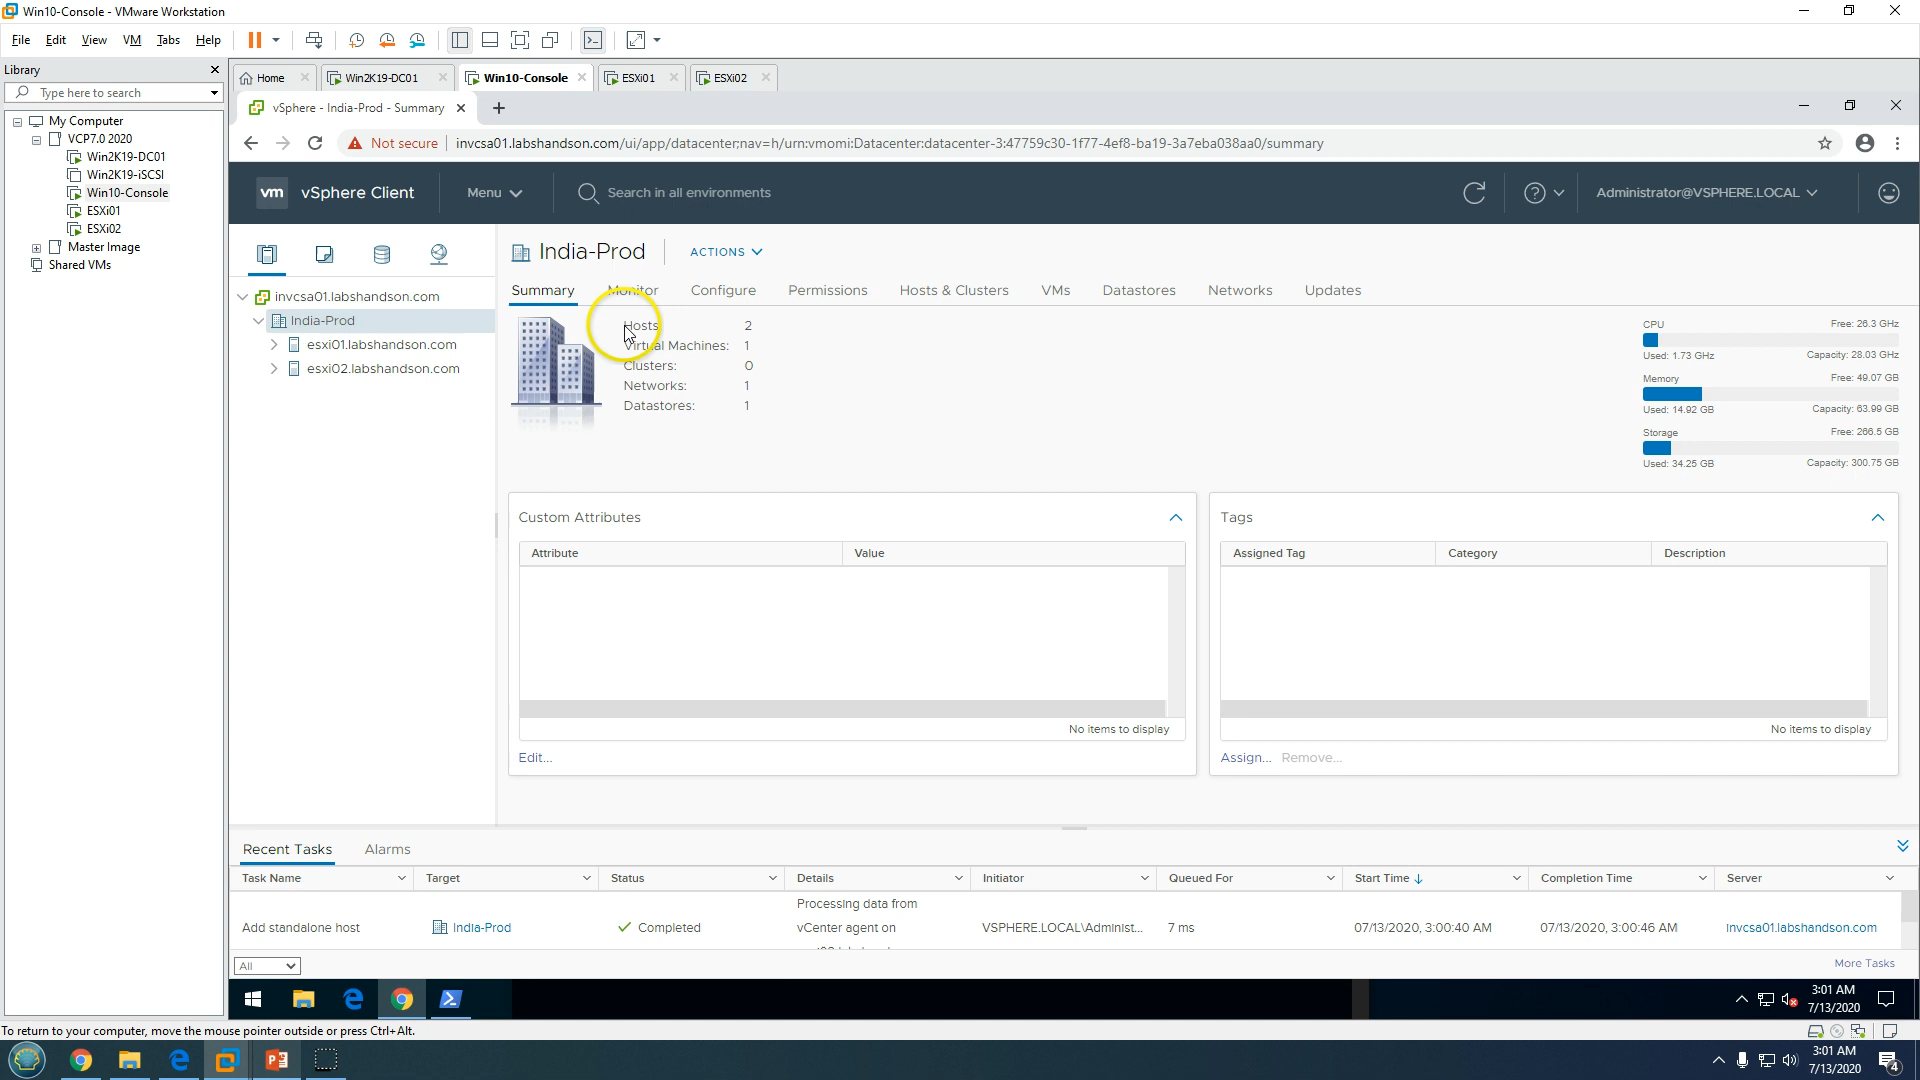 Win10-Console - VMware Workstation
File Edit View VM Tabs Help
Library
Type here to search
My Computer
VCP7.0 2020
Win2K19-DC01
Win2K19-iSCSI
Win10-Console
ESXi01
ESXi02
Master Image
Shared VMs
Home Win2K19-DC01 Win10-Console ESXi01 ESXi02
vSphere - India-Prod - Summary
Not secure invcsa01.labshandson.com/ui/app/datacenter;nav=h/urn:vmomi:Datacenter:datacenter-3:47759c30-1f77-4ef8-ba19-3a7eba038aa0/summary
vm vSphere Client Menu Search in all environments Administrator@VSPHERE.LOCAL
invcsa01.labshandson.com
India-Prod
esxi01.labshandson.com
esxi02.labshandson.com
India-Prod ACTIONS
Summary Monitor Configure Permissions Hosts & Clusters VMs Datastores Networks Updates
Hosts: 2
Virtual Machines: 1
Clusters: 0
Networks: 1
Datastores: 1
CPU Free: 26.3 GHz
Used: 1.73 GHz Capacity: 28.03 GHz
Memory Free: 49.07 GB
Used: 14.92 GB Capacity: 63.99 GB
Storage Free: 266.5 GB
Used: 34.25 GB Capacity: 300.75 GB
Custom Attributes
Attribute Value
No items to display
Edit...
Tags
Assigned Tag Category Description
No items to display
Assign... Remove...
Recent Tasks Alarms
Task Name Target Status Details Initiator Queued For Start Time Completion Time Server
Processing data from
Add standalone host India-Prod Completed vCenter agent on VSPHERE.LOCAL\Administ... 7 ms 07/13/2020, 3:00:40 AM 07/13/2020, 3:00:46 AM invcsa01.labshandson.com
All More Tasks
3:01 AM
7/13/2020
To return to your computer, move the mouse pointer outside or press Ctrl+Alt.
3:01 AM
7/13/2020
4